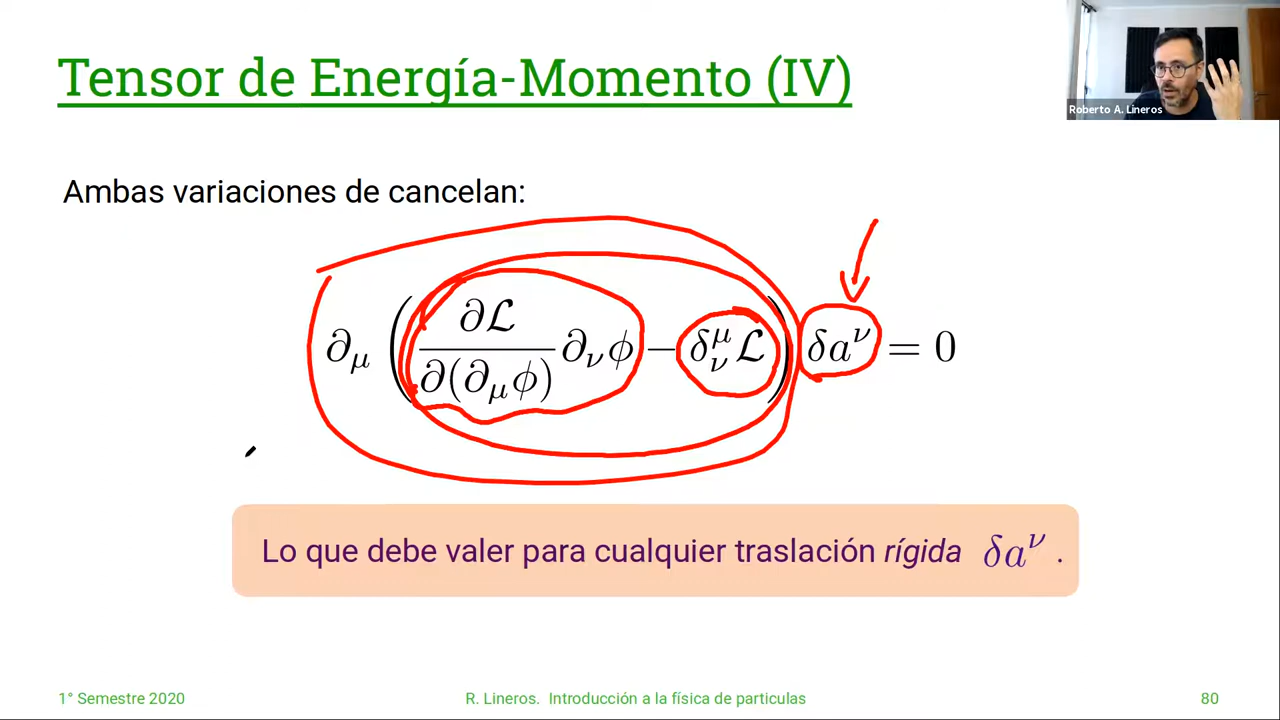 Tensor de Energía-Momento (IV)
Roberto A. Lineros
Ambas variaciones de cancelan:
∂_μ ( ∂ℒ / ∂(∂_μ ϕ) ∂_ν ϕ − δ^μ_ν ℒ ) δa^ν = 0
Lo que debe valer para cualquier traslación rígida δa^ν .
1° Semestre 2020
R. Lineros. Introducción a la física de particulas
80